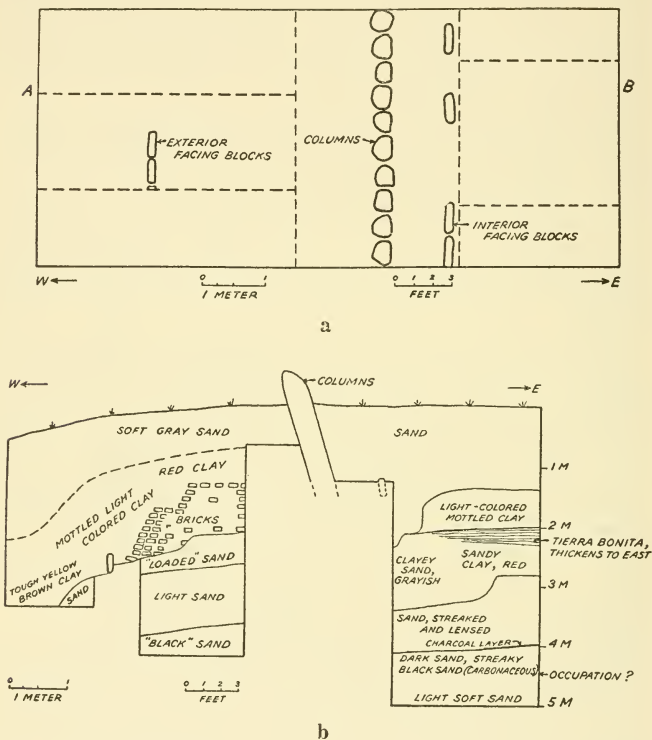 A
B
EXTERIOR
FACING BLOCKS
COLUMNS
INTERIOR
FACING BLOCKS
W
E
0 1
1 METER
0 1 2 3
FEET
a
W
E
COLUMNS
SOFT GRAY SAND
SAND
RED CLAY
1 M
MOTTLED LIGHT
COLORED CLAY
LIGHT-COLORED
MOTTLED CLAY
BRICKS
2 M
TIERRA BONITA,
THICKENS TO EAST
"LOADED" SAND
CLAYEY
SAND,
GRAYISH
SANDY
CLAY, RED
TOUGH YELLOW
BROWN CLAY
SAND
LIGHT SAND
3 M
SAND, STREAKED
AND LENSED
CHARCOAL LAYER
4 M
"BLACK" SAND
DARK SAND, STREAKY
BLACK SAND (CARBONACEOUS)
OCCUPATION ?
LIGHT SOFT SAND
5 M
0 1
1 METER
0 1 2 3
FEET
b